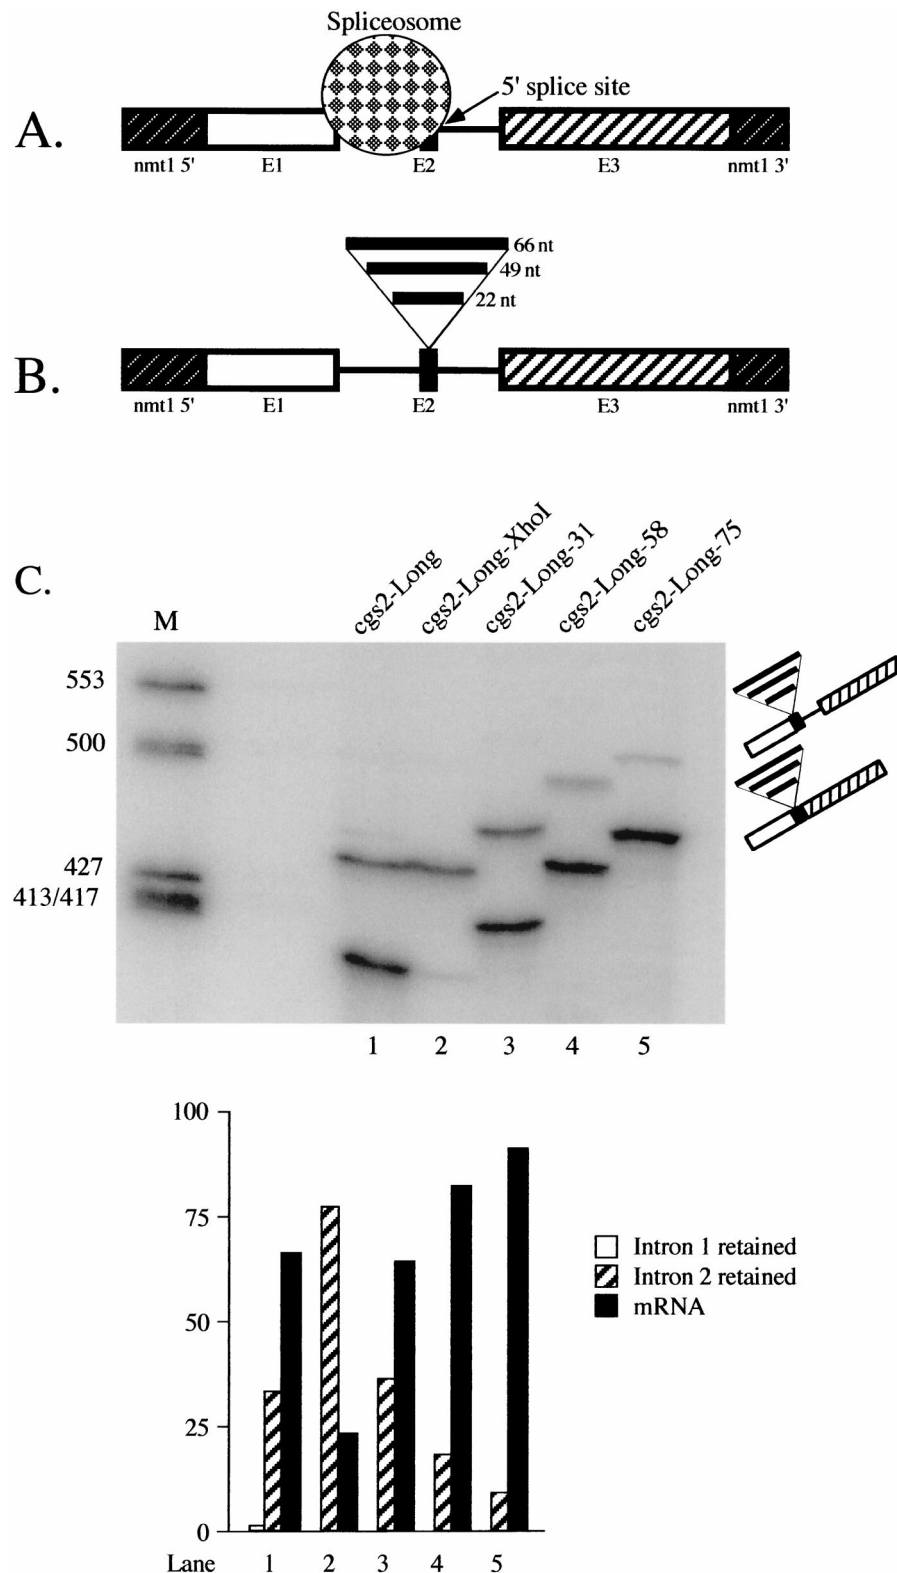 Spliceosome
5' splice site
A.
nmt1 5' E1 E2 E3 nmt1 3'
66 nt
49 nt
22 nt
B.
nmt1 5' E1 E2 E3 nmt1 3'
C.
M cgs2-Long cgs2-Long-XhoI cgs2-Long-31 cgs2-Long-58 cgs2-Long-75
553
500
427
413/417
1 2 3 4 5
100
75
50
25
0
Intron 1 retained
Intron 2 retained
mRNA
Lane 1 2 3 4 5